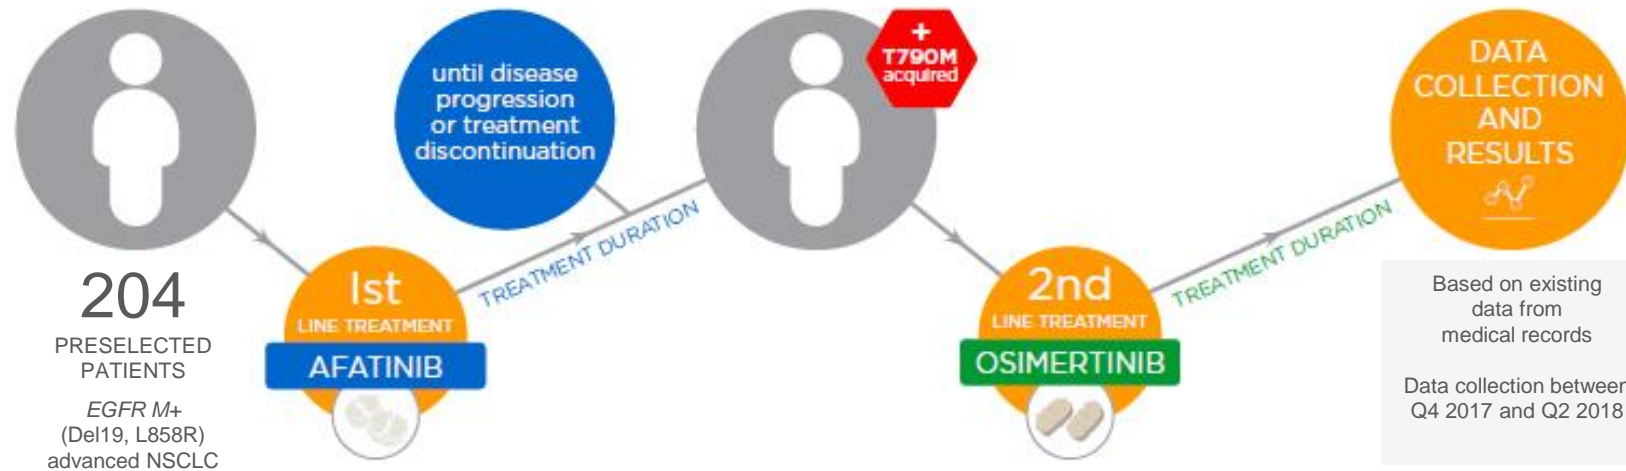 204
PRESELECTED
PATIENTS
EGFR M+
(Del19, L858R)
advanced NSCLC
Ist
LINE TREATMENT
AFATINIB
until disease
progression
or treatment
discontinuation
TREATMENT DURATION
+
T790M
acquired
2nd
LINE TREATMENT
OSIMERTINIB
TREATMENT DURATION
DATA
COLLECTION
AND
RESULTS
Based on existing
data from
medical records
Data collection between
Q4 2017 and Q2 2018